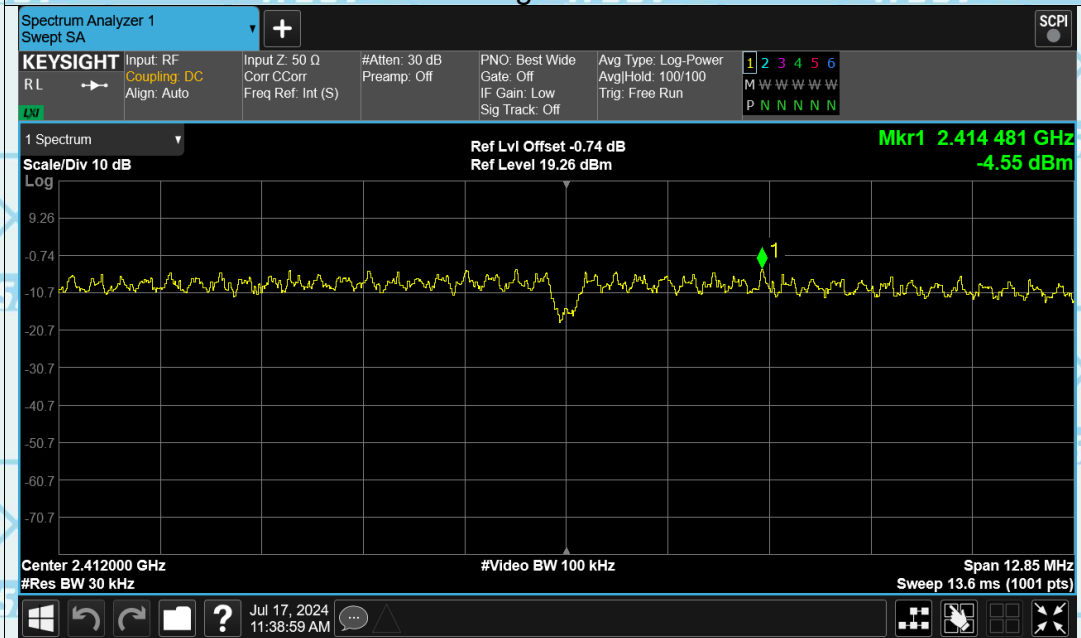 Spectrum Analyzer 1
Swept SA
+
SCPI
KEYSIGHT
R L
LXI
Input: RF
Coupling: DC
Align: Auto
Input Z: 50 Ω
Corr CCorr
Freq Ref: Int (S)
#Atten: 30 dB
Preamp: Off
PNO: Best Wide
Gate: Off
IF Gain: Low
Sig Track: Off
Avg Type: Log-Power
Avg|Hold: 100/100
Trig: Free Run
1 2 3 4 5 6
M W W W W W
P N N N N N
1 Spectrum
Scale/Div 10 dB
Log
Ref Lvl Offset -0.74 dB
Ref Level 19.26 dBm
Mkr1 2.414 481 GHz
-4.55 dBm
9.26
-0.74
-10.7
-20.7
-30.7
-40.7
-50.7
-60.7
-70.7
1
Center 2.412000 GHz
#Video BW 100 kHz
Span 12.85 MHz
#Res BW 30 kHz
Sweep 13.6 ms (1001 pts)
?
Jul 17, 2024
11:38:59 AM